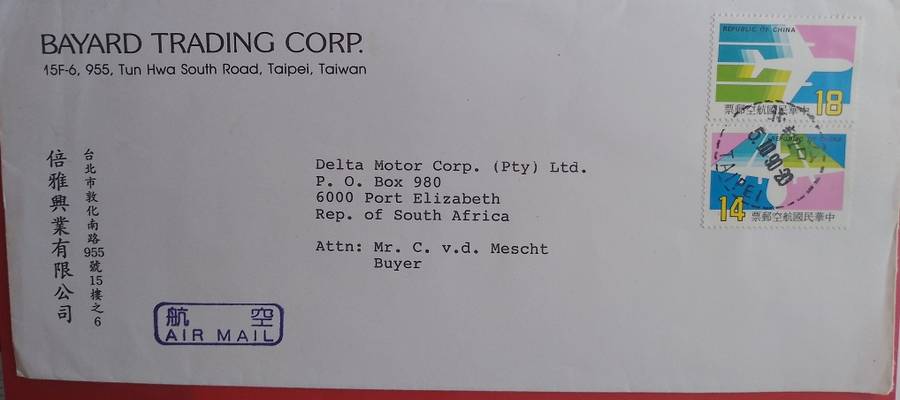 BAYARD TRADING CORP.
15F-6, 955, Tun Hwa South Road, Taipei, Taiwan
台北市敦化南路955號15樓之6
倍雅興業有限公司
Delta Motor Corp. (Pty) Ltd.
P. O. Box 980
6000 Port Elizabeth
Rep. of South Africa
Attn: Mr. C. v.d. Mescht
Buyer
航空
AIR MAIL
REPUBLIC OF CHINA
18
票郵空航國民華中
REPUBLIC OF CHINA
14
票郵空航國民華中
TAIPEI